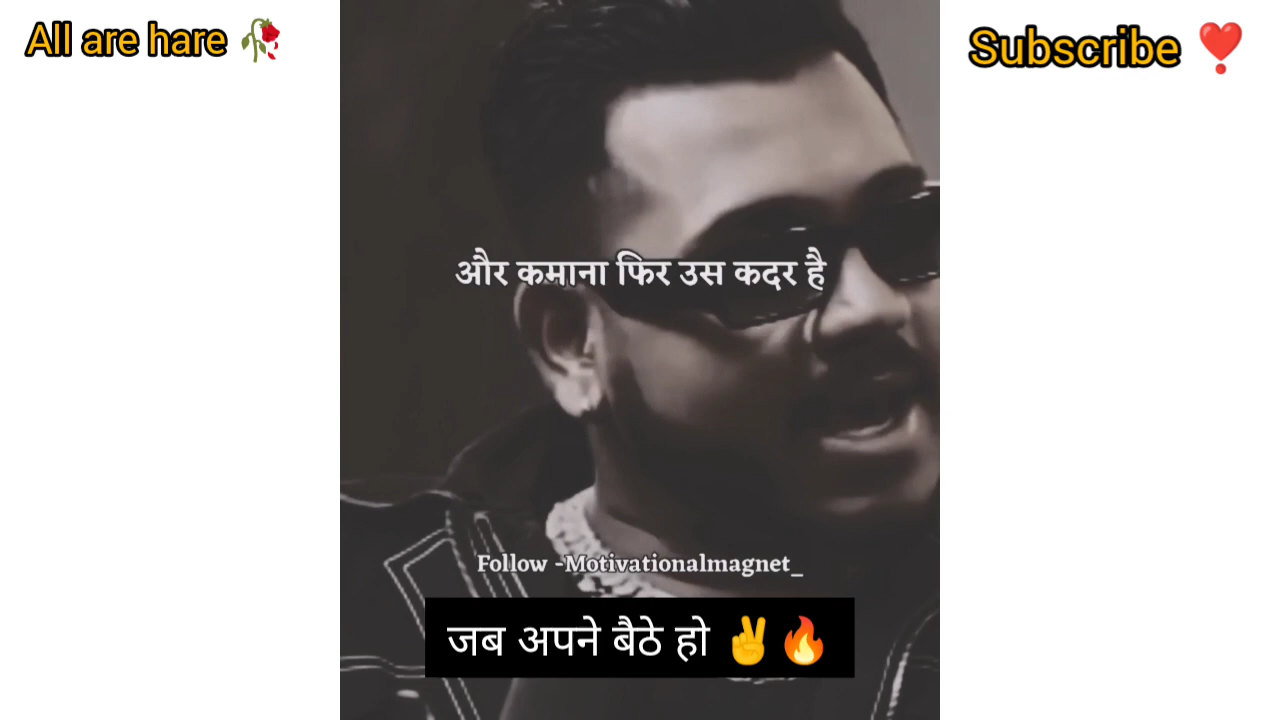 All are hare 🥀
Subscribe ❣️
और कमाना फिर उस कदर है
Follow -Motivationalmagnet_
जब अपने बैठे हो ✌️🔥